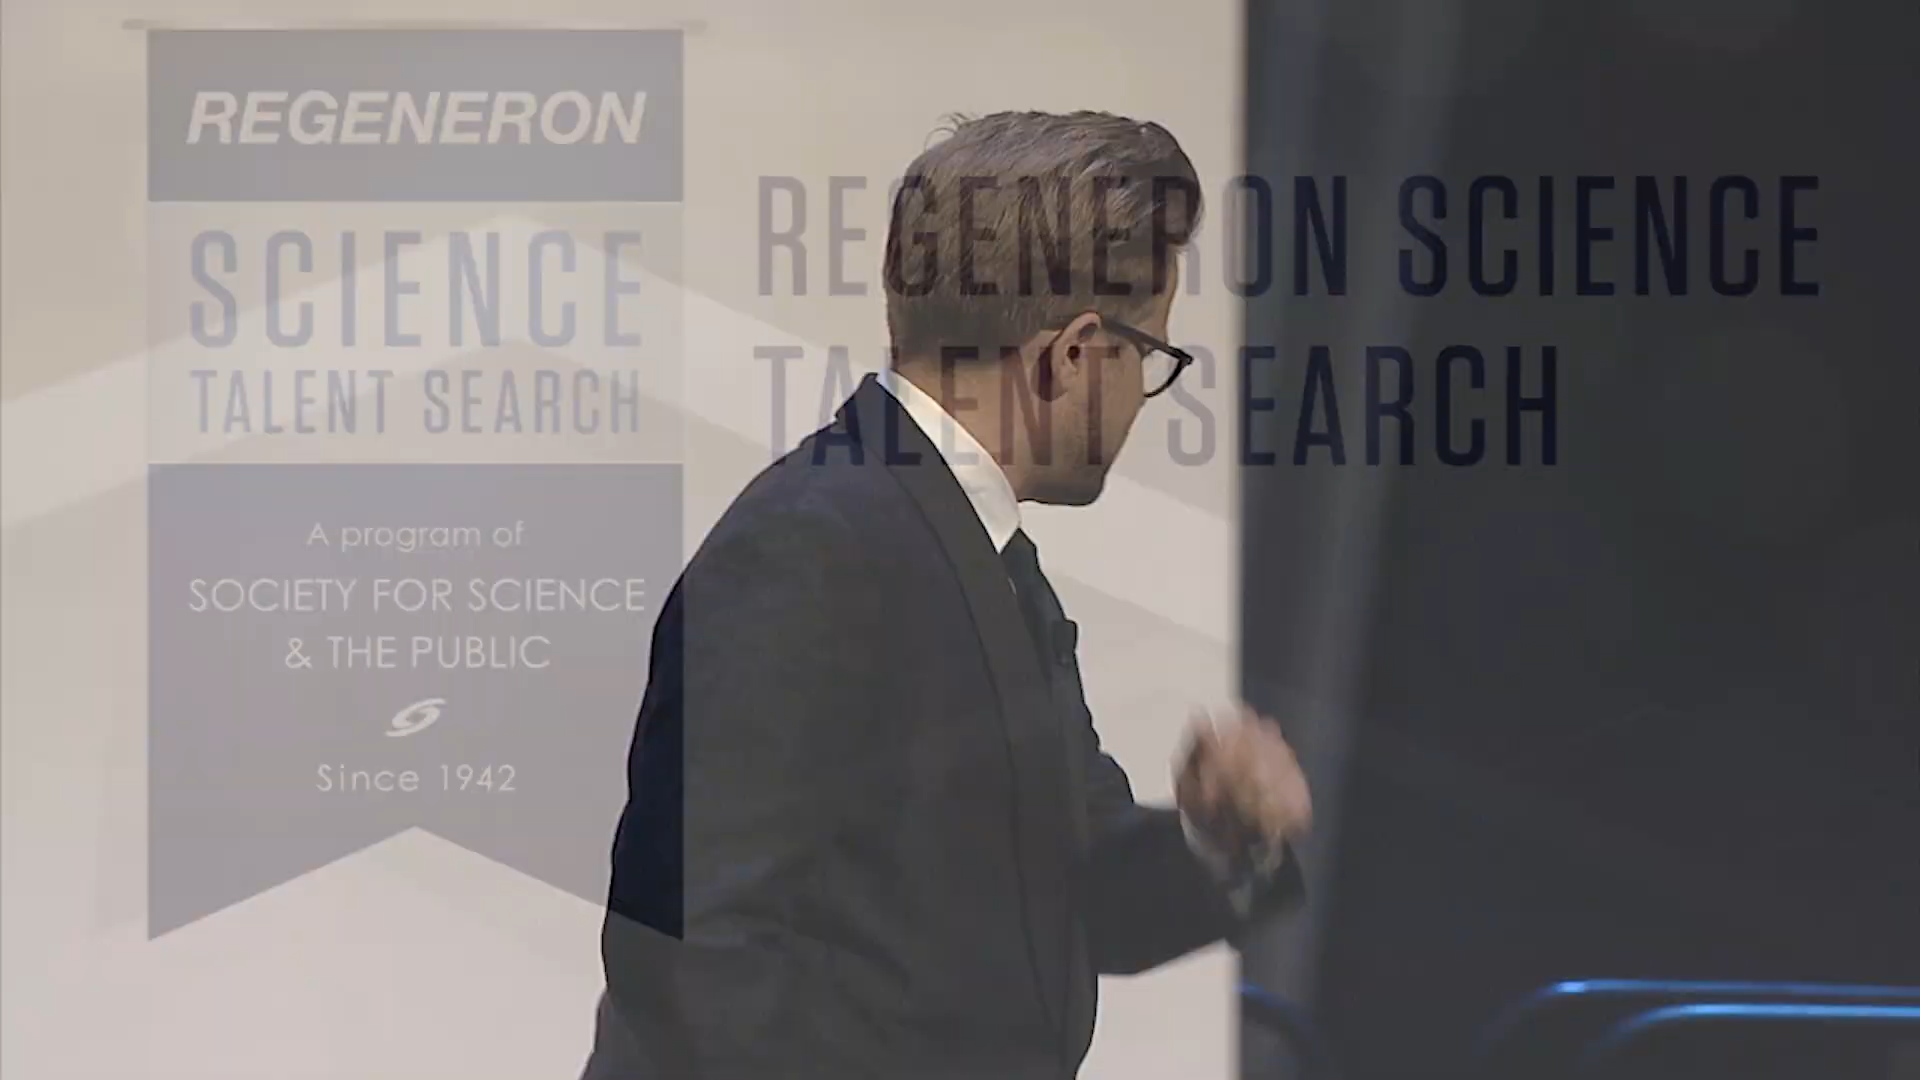 REGENERON
SCIENCE
TALENT SEARCH
A program of
SOCIETY FOR SCIENCE
& THE PUBLIC
Since 1942
REGENERON SCIENCE
TALENT SEARCH